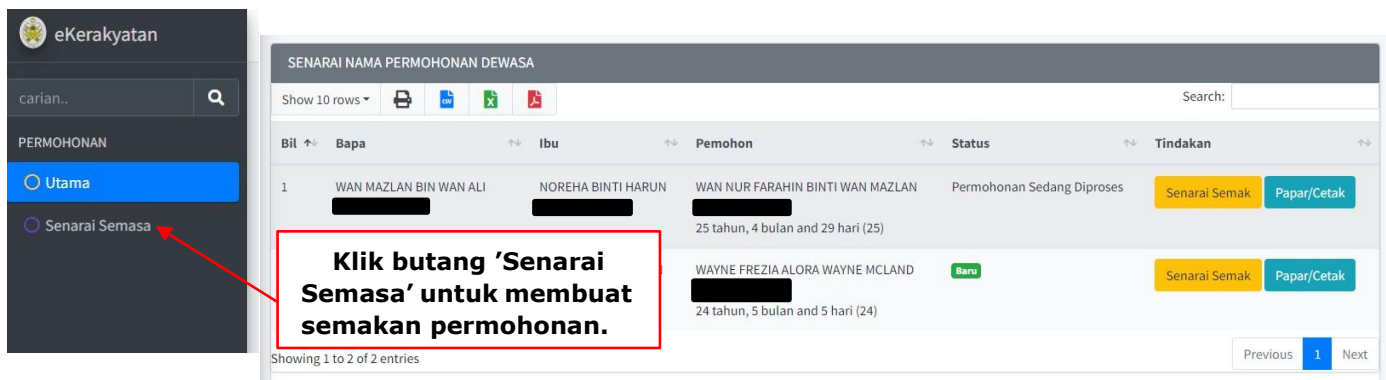 eKerakyatan
carian..
PERMOHONAN
Utama
Senarai Semasa
SENARAI NAMA PERMOHONAN DEWASA
Show 10 rows
CSV
X
Search:
Bil Bapa Ibu Pemohon Status Tindakan
1 WAN MAZLAN BIN WAN ALI NOREHA BINTI HARUN WAN NUR FARAHIN BINTI WAN MAZLAN Permohonan Sedang Diproses Senarai Semak Papar/Cetak
25 tahun, 4 bulan and 29 hari (25)
WAYNE FREZIA ALORA WAYNE MCLAND Baru Senarai Semak Papar/Cetak
24 tahun, 5 bulan and 5 hari (24)
Klik butang ’Senarai
Semasa’ untuk membuat
semakan permohonan.
Showing 1 to 2 of 2 entries
Previous 1 Next